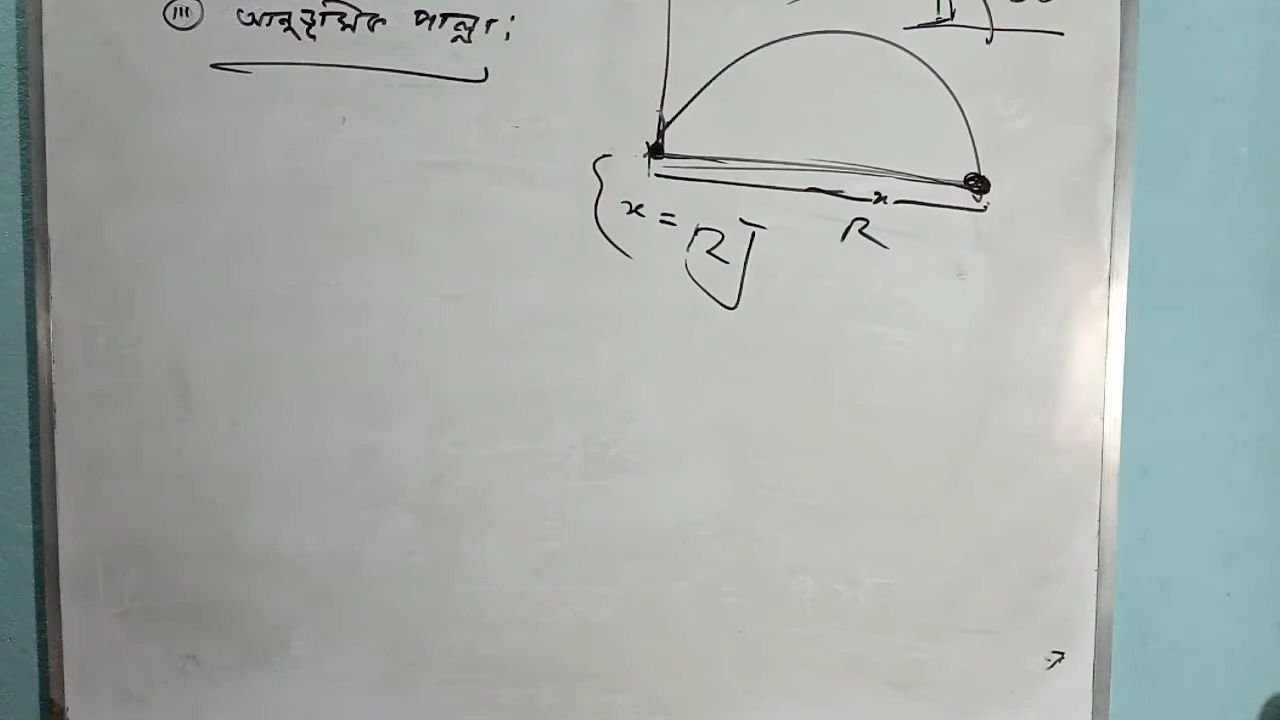 (iii) আনুভূমিক পাল্লা;
x
x = R
R